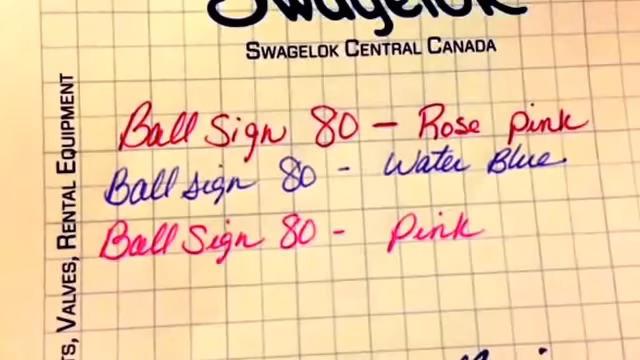 Swagelok
SWAGELOK CENTRAL CANADA
VALVES, RENTAL EQUIPMENT
Ball Sign 80 - Rose Pink
Ball sign 80 - Water Blue
Ball Sign 80 - Pink